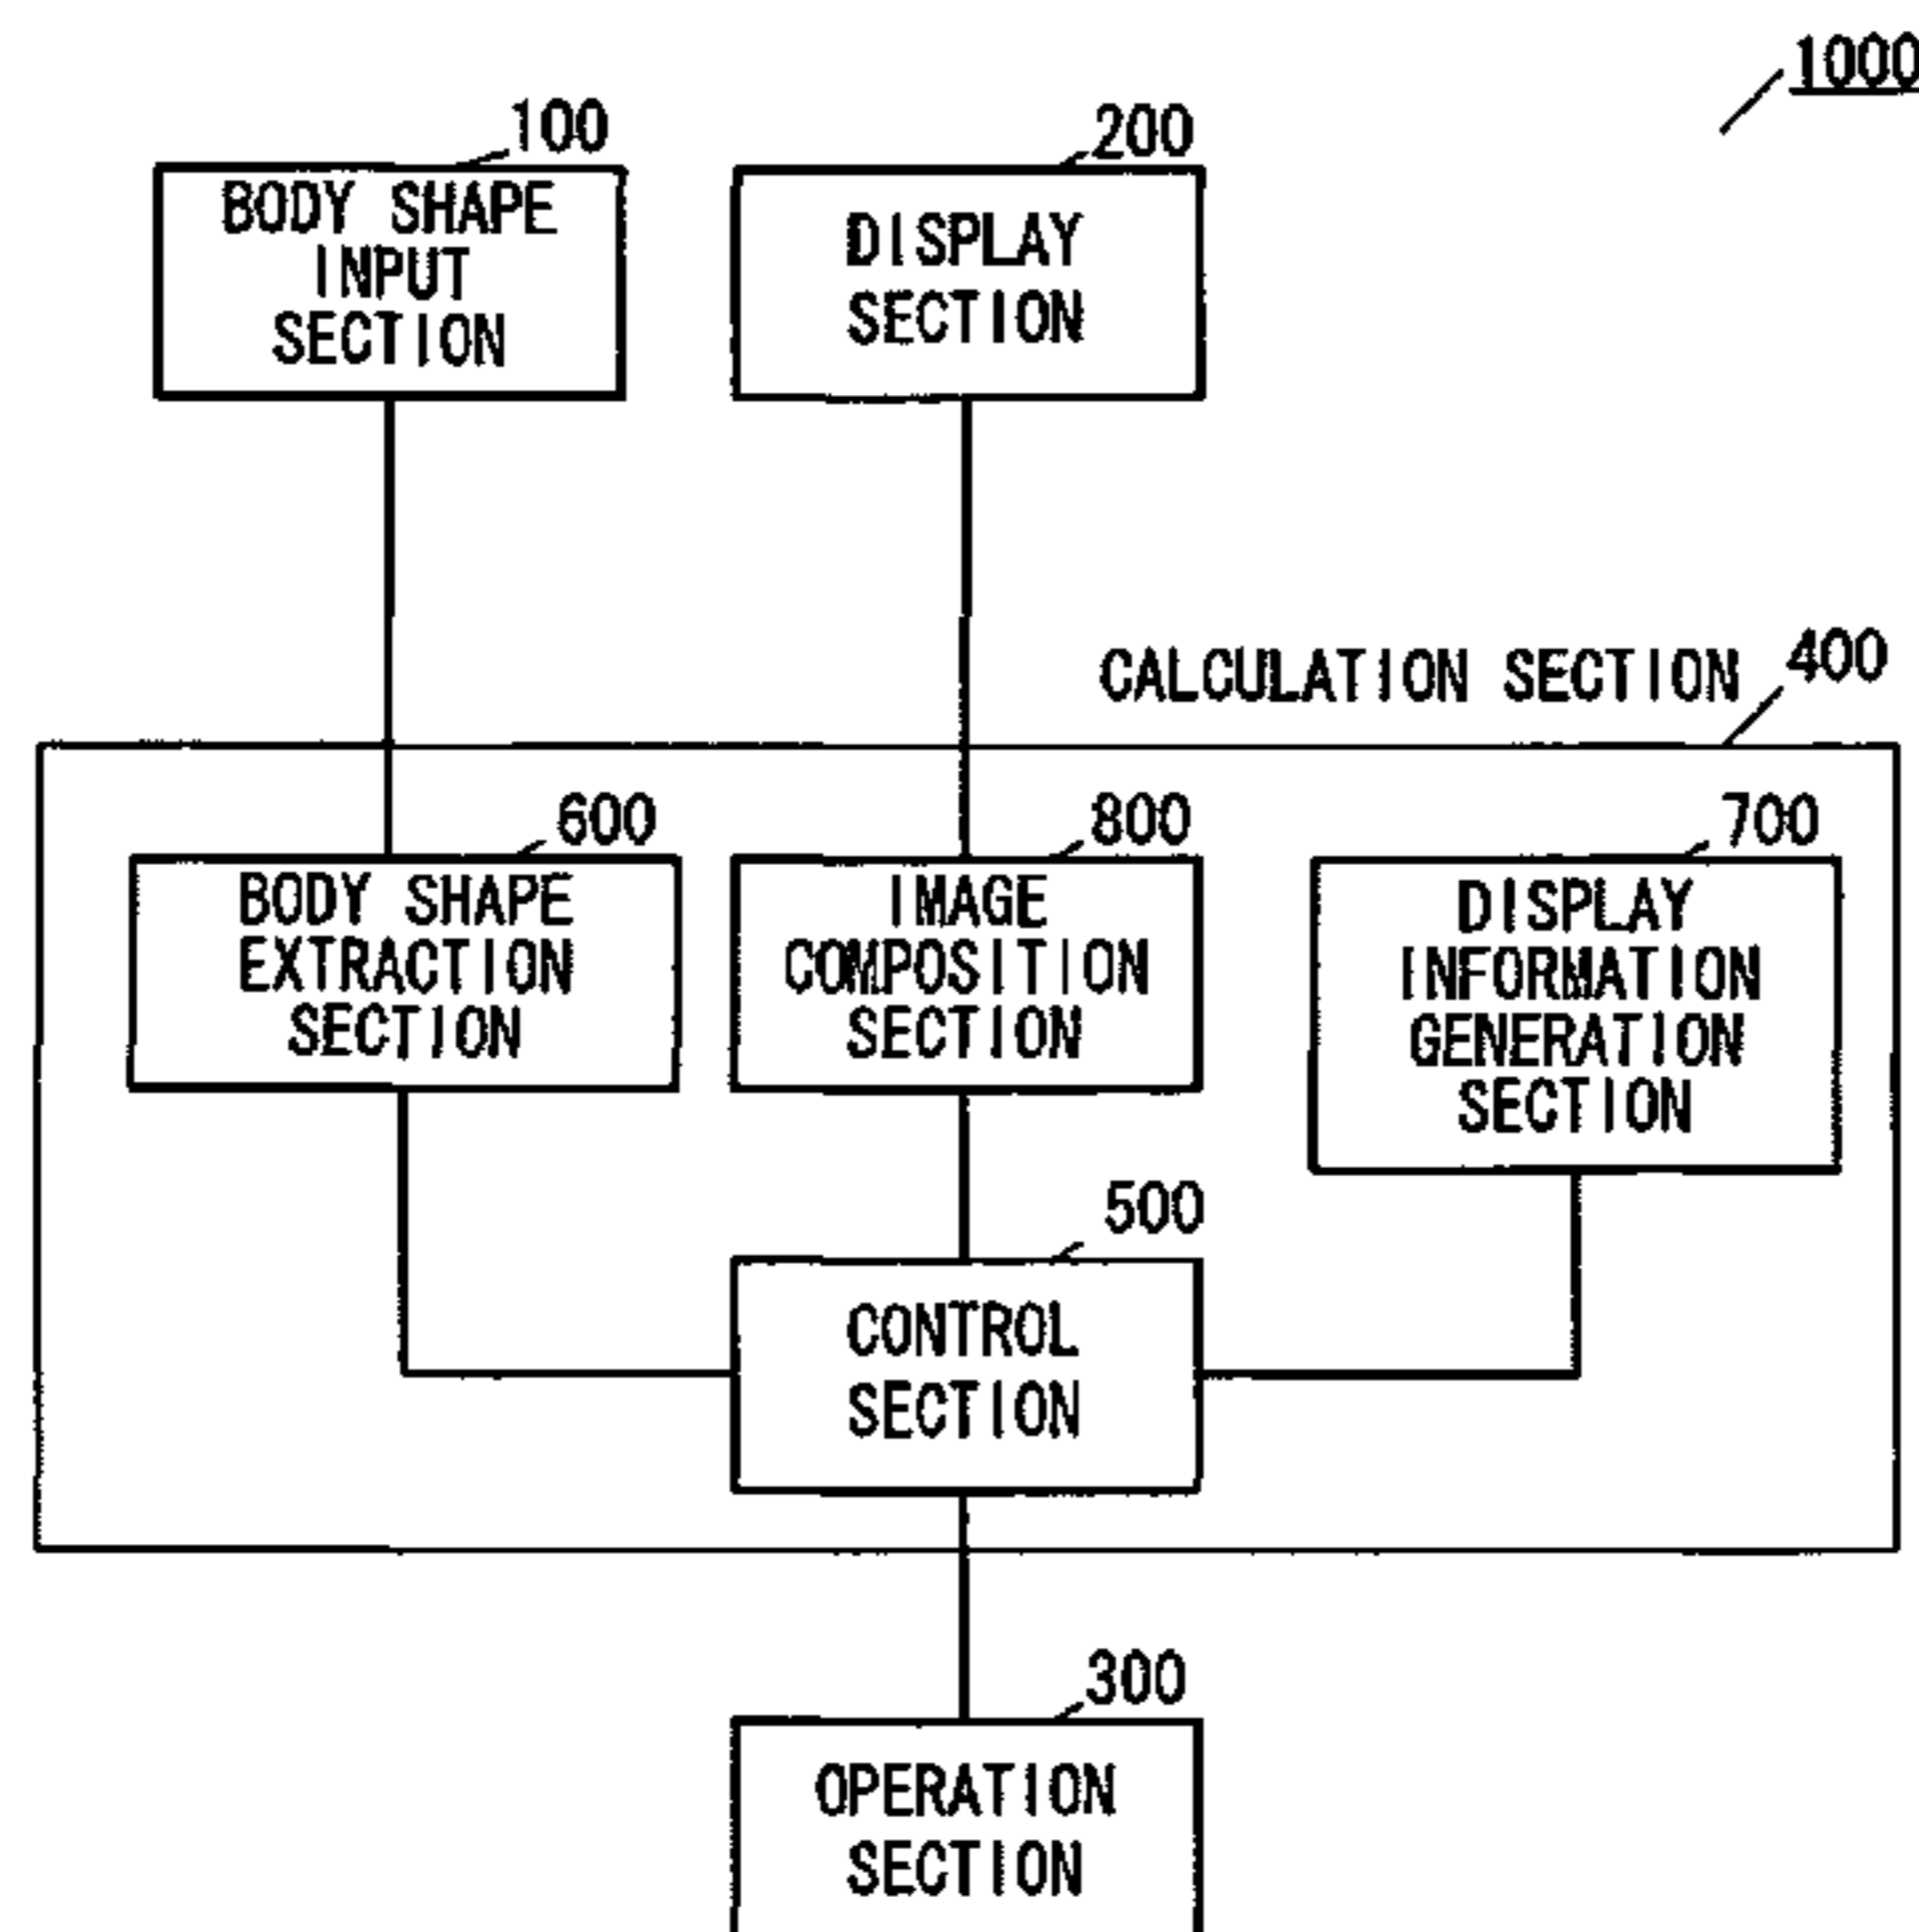 1000
100
BODY SHAPE
INPUT
SECTION
200
DISPLAY
SECTION
CALCULATION SECTION
400
600
BODY SHAPE
EXTRACTION
SECTION
800
IMAGE
COMPOSITION
SECTION
700
DISPLAY
INFORMATION
GENERATION
SECTION
500
CONTROL
SECTION
300
OPERATION
SECTION